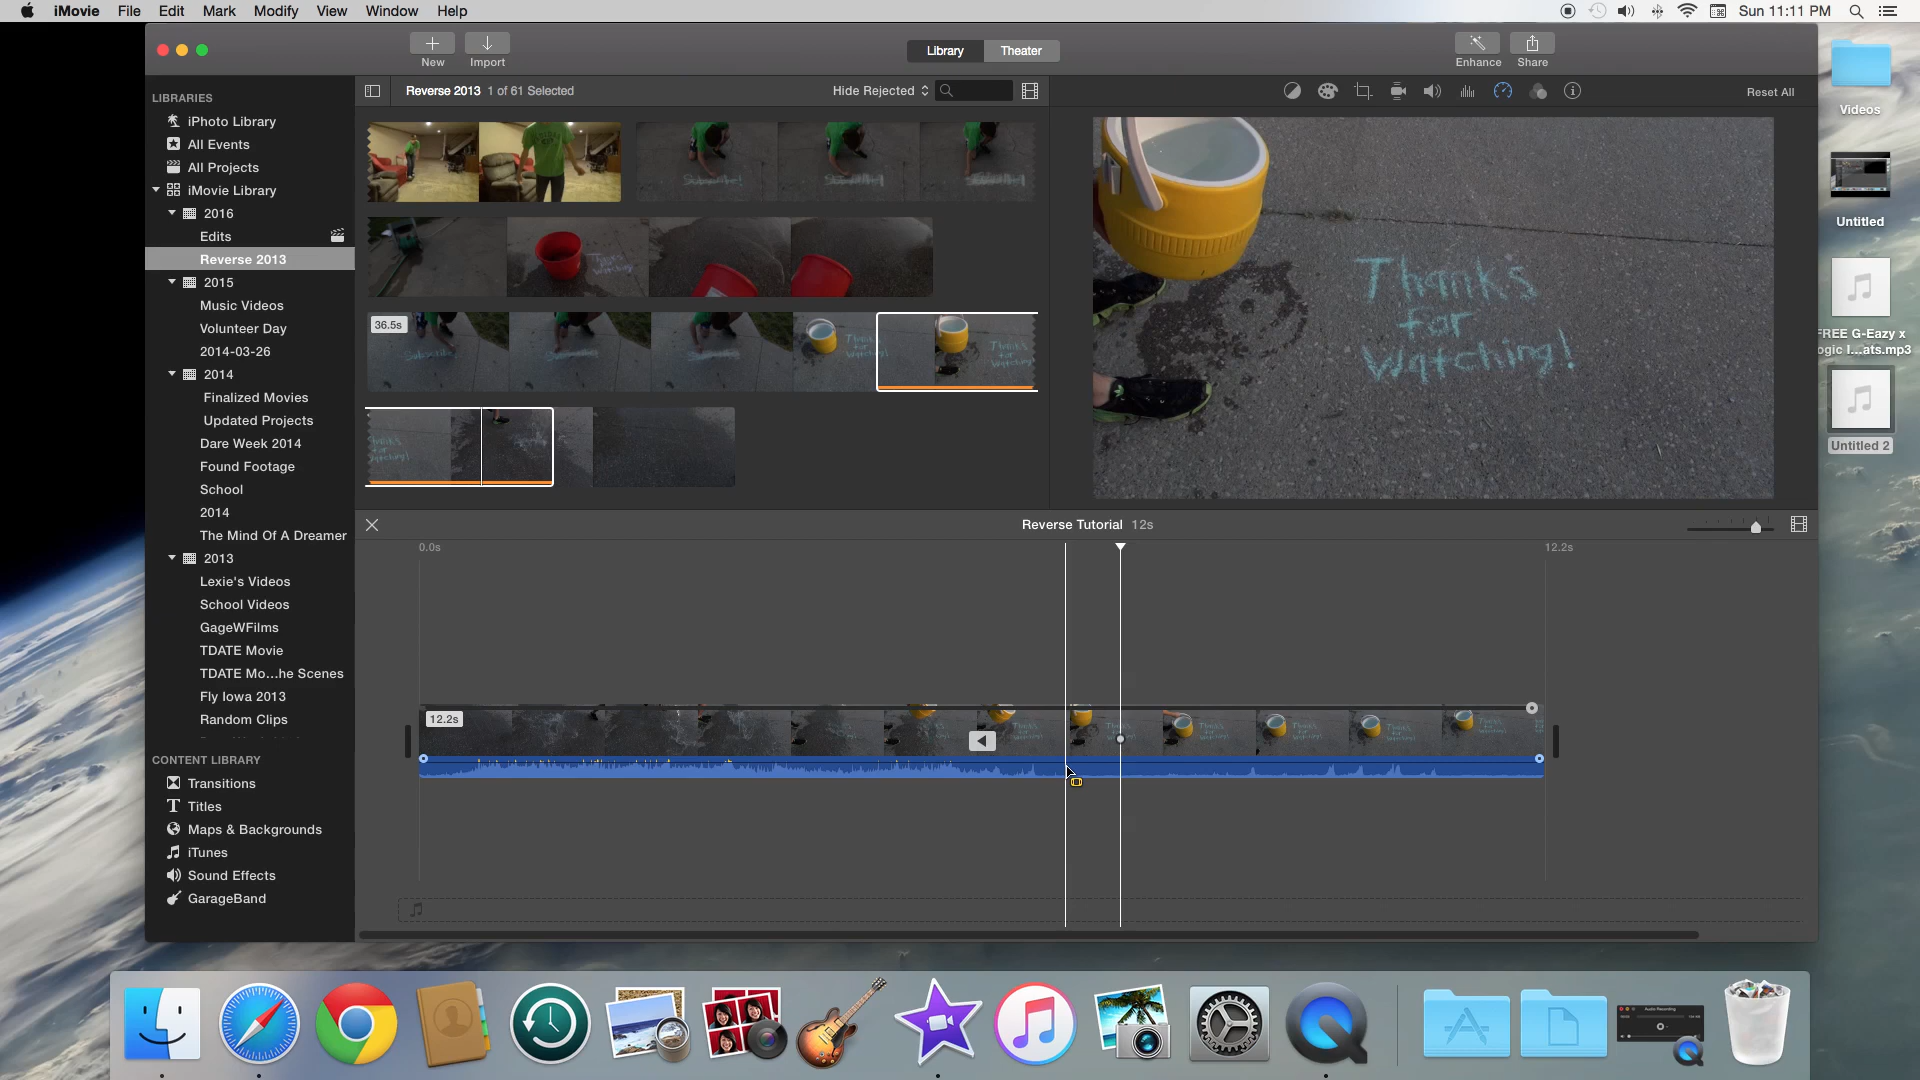 iMovie File Edit Mark Modify View Window Help
Sun 11:11 PM
New Import
Library Theater
Enhance Share
LIBRARIES
iPhoto Library
All Events
All Projects
iMovie Library
2016
Edits
Reverse 2013
2015
Music Videos
Volunteer Day
2014-03-26
2014
Finalized Movies
Updated Projects
Dare Week 2014
Found Footage
School
2014
The Mind Of A Dreamer
2013
Lexie's Videos
School Videos
GageWFilms
TDATE Movie
TDATE Mo...he Scenes
Fly Iowa 2013
Random Clips
CONTENT LIBRARY
Transitions
Titles
Maps & Backgrounds
iTunes
Sound Effects
GarageBand
Reverse 2013 1 of 61 Selected
Hide Rejected
Reset All
36.5s
Thanks
for
Watching!
Reverse Tutorial 12s
0.0s
12.2s
12.2s
Videos
Untitled
FREE G-Eazy x
ogic I...ats.mp3
Untitled 2
Audio Recording